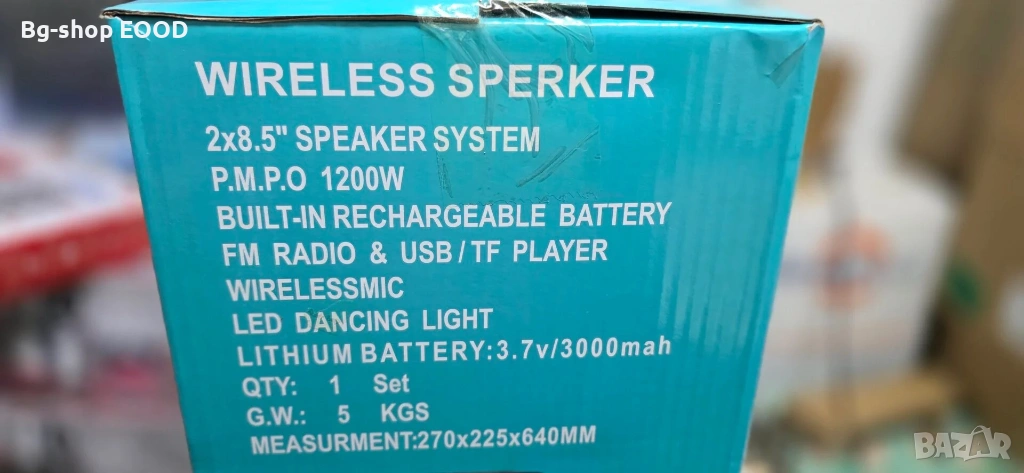 Bg-shop EOOD
WIRELESS SPERKER
2x8.5" SPEAKER SYSTEM
P.M.P.O 1200W
BUILT-IN RECHARGEABLE BATTERY
FM RADIO & USB/TF PLAYER
WIRELESSMIC
LED DANCING LIGHT
LITHIUM BATTERY:3.7v/3000mah
QTY: 1 Set
G.W.: 5 KGS
MEASURMENT:270x225x640MM
BAZAR.bg